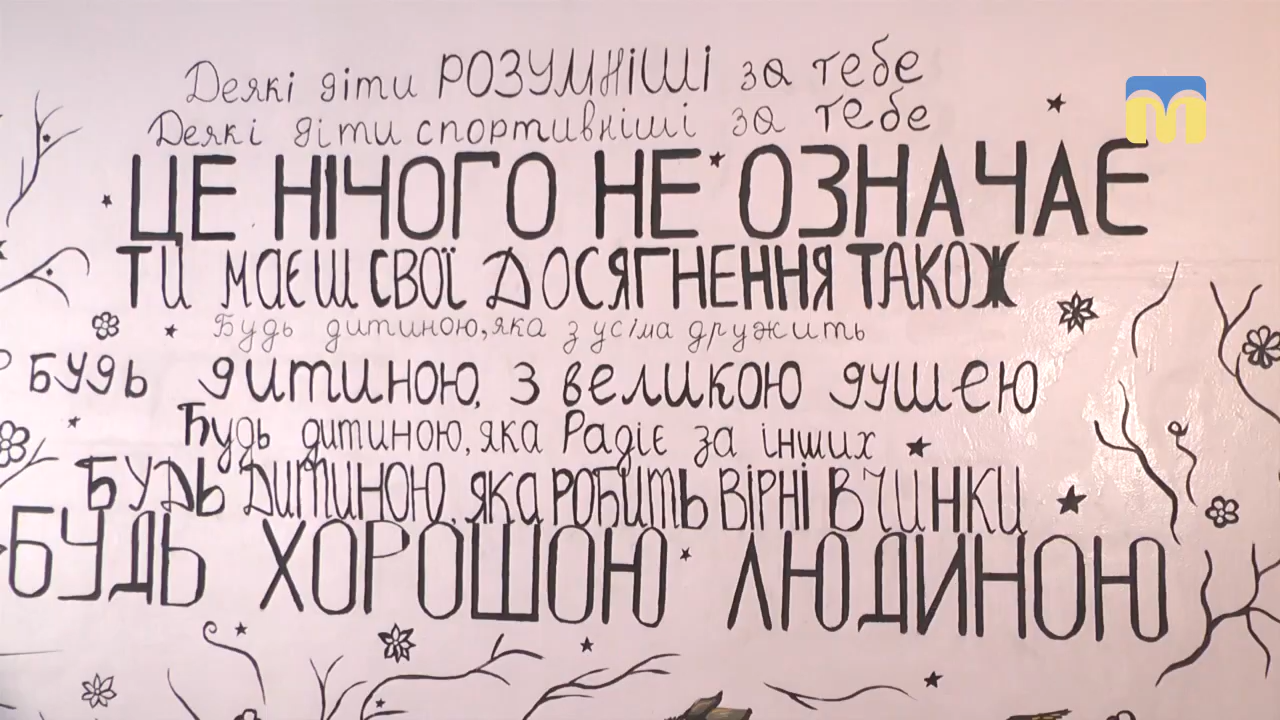 Деякі діти РОЗУМНІШІ за тебе
Деякі діти спортивніші за тебе
ЦЕ НІЧОГО НЕ ОЗНАЧАЄ
ТИ МАЄШ СВОЇ ДОСЯГНЕННЯ ТАКОЖ
Будь дитиною, яка з усіма дружить
БУДЬ дитиною, з великою душею
Будь дитиною, яка Радіє за інших
БУДЬ ДИТИНОЮ, ЯКА РОБИТЬ ВІРНІ ВЧИНКИ
БУДЬ ХОРОШОЮ ЛЮДИНОЮ